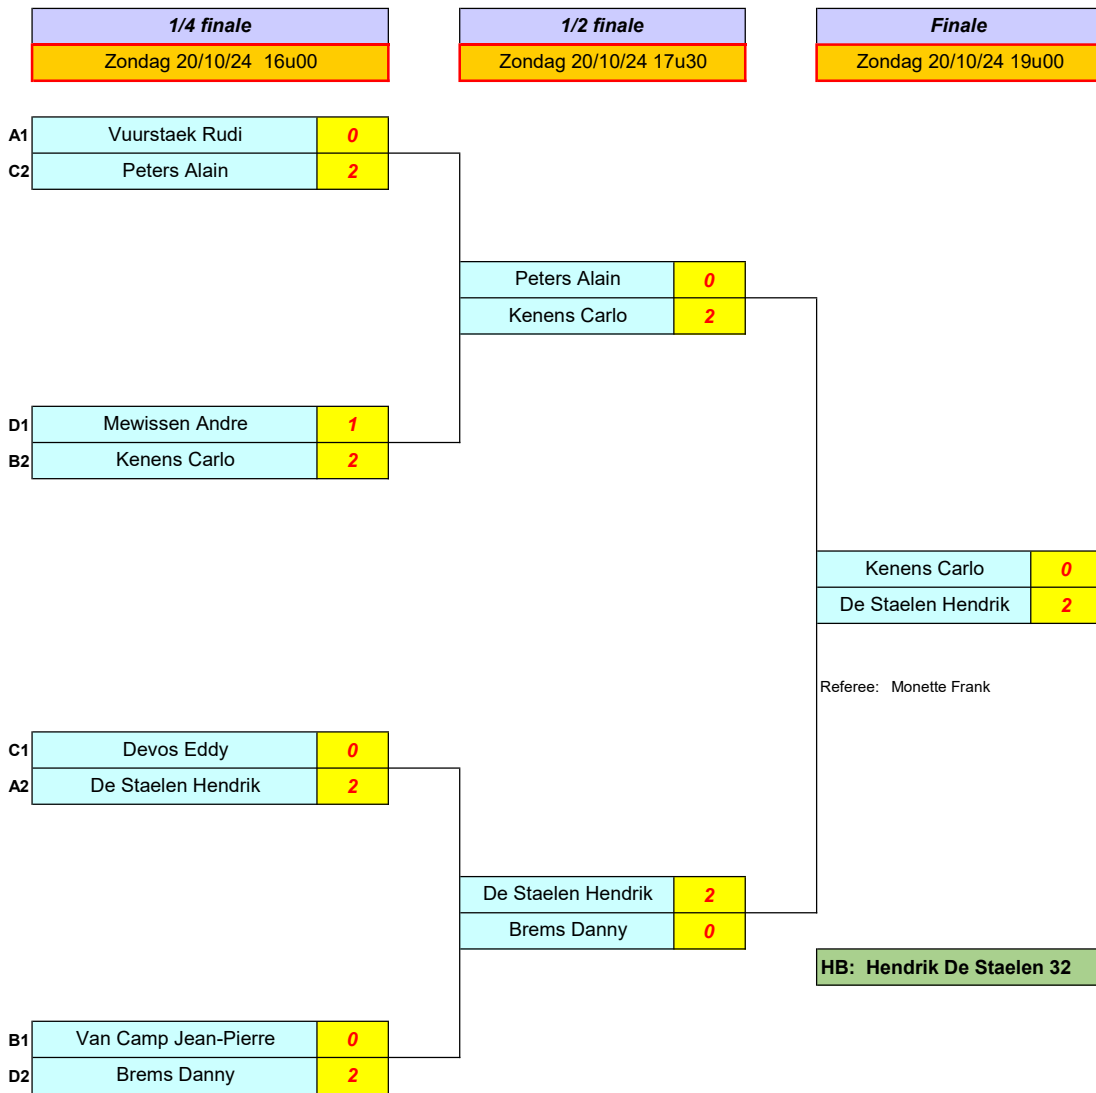 1/4 finale
1/2 finale
Finale
Zondag 20/10/24  16u00
Zondag 20/10/24 17u30
Zondag 20/10/24 19u00
A1 Vuurstaek Rudi 0
C2 Peters Alain 2
Peters Alain 0
Kenens Carlo 2
D1 Mewissen Andre 1
B2 Kenens Carlo 2
Kenens Carlo 0
De Staelen Hendrik 2
Referee:   Monette Frank
C1 Devos Eddy 0
A2 De Staelen Hendrik 2
De Staelen Hendrik 2
Brems Danny 0
HB:  Hendrik De Staelen 32
B1 Van Camp Jean-Pierre 0
D2 Brems Danny 2